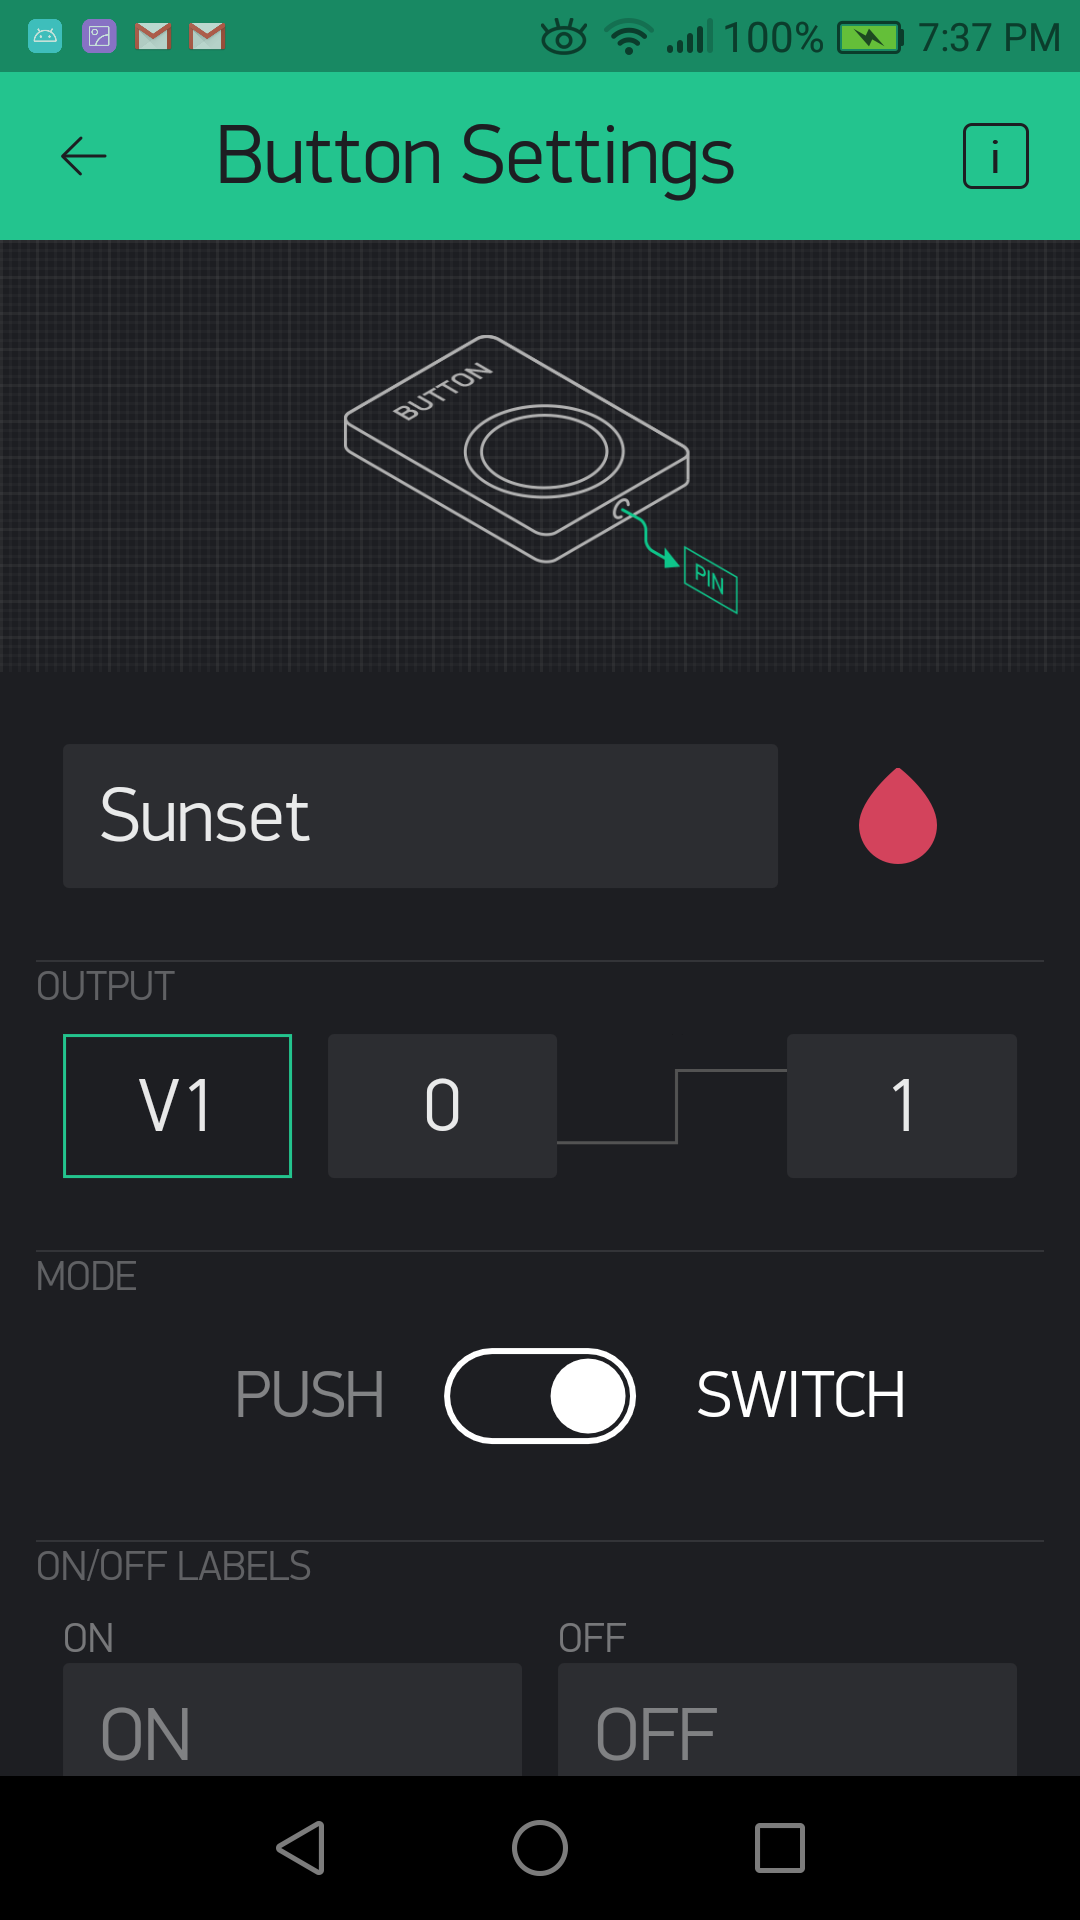 100% 7:37 PM
Button Settings i
BUTTON
PIN
Sunset
OUTPUT
V1 0 1
MODE
PUSH SWITCH
ON/OFF LABELS
ON OFF
ON OFF